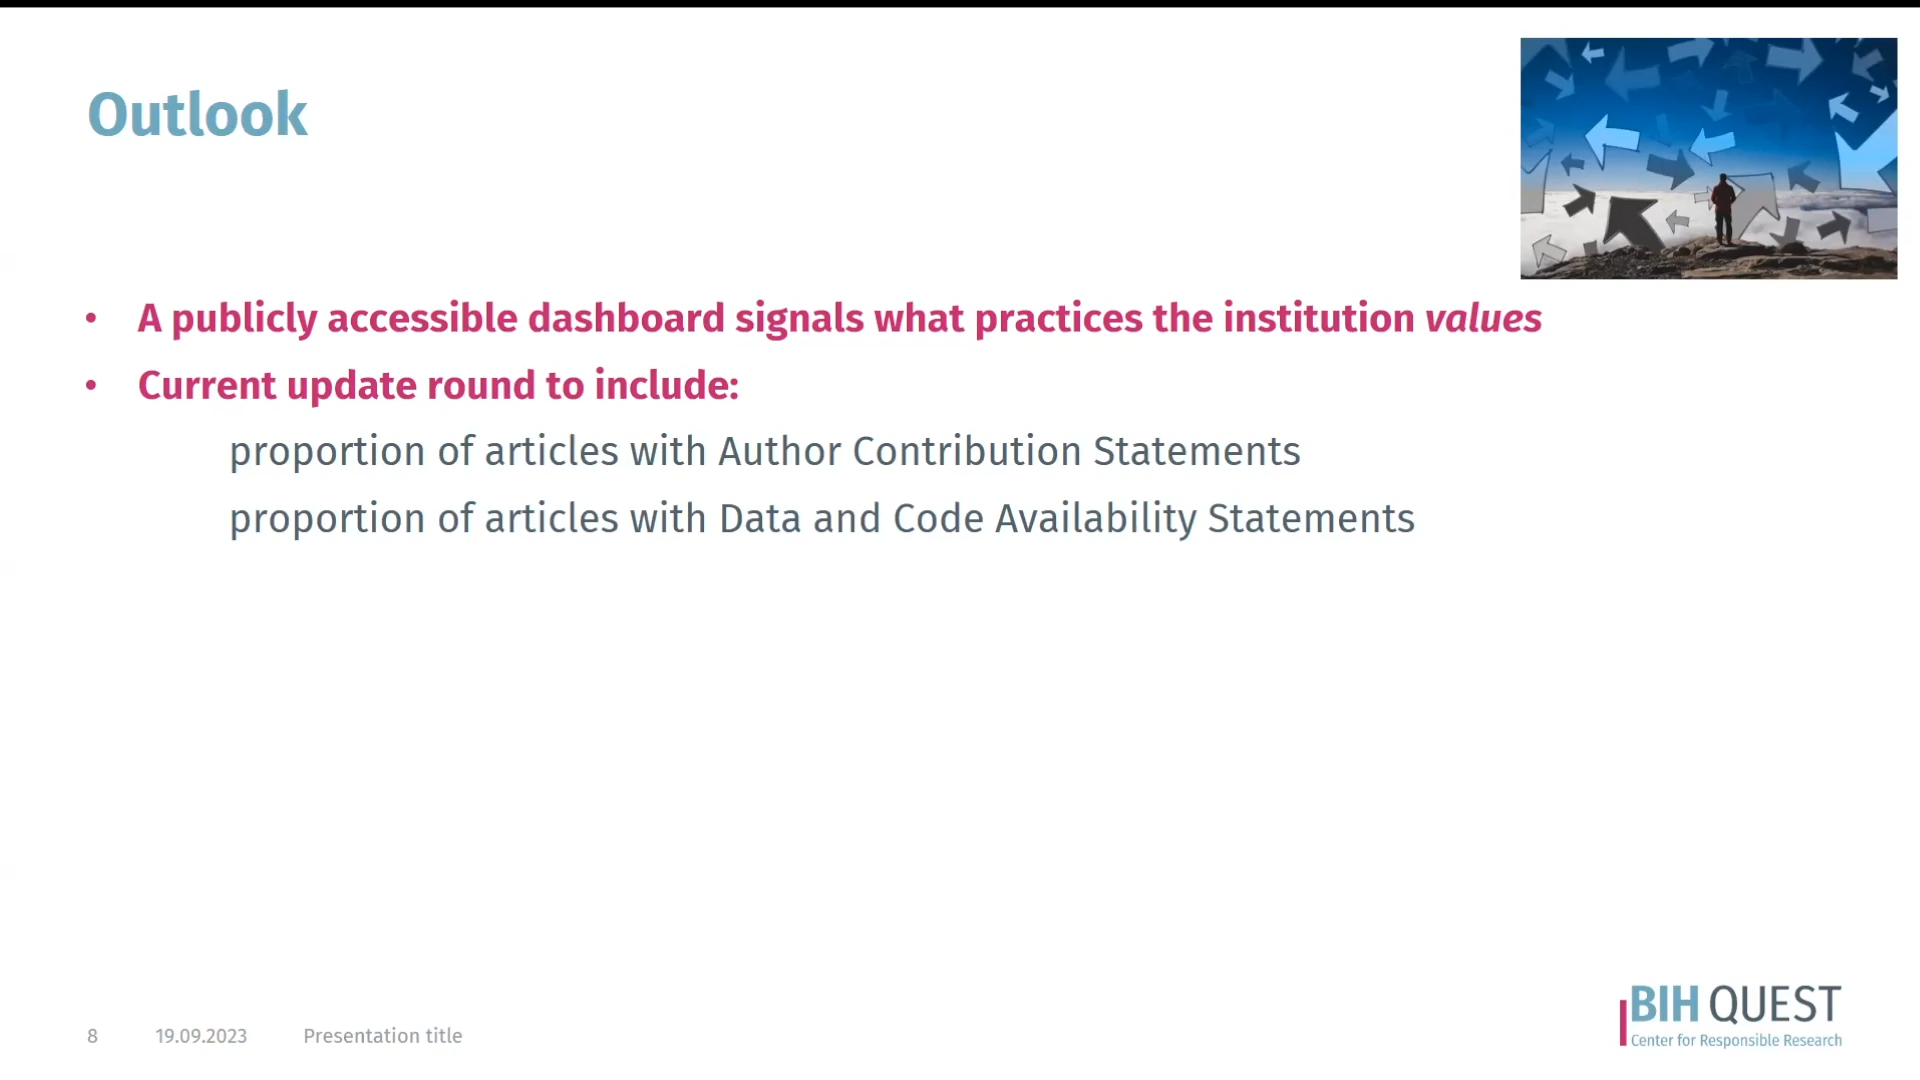 Outlook
• A publicly accessible dashboard signals what practices the institution values
• Current update round to include:
proportion of articles with Author Contribution Statements
proportion of articles with Data and Code Availability Statements
8 19.09.2023 Presentation title
BIH QUEST
Center for Responsible Research